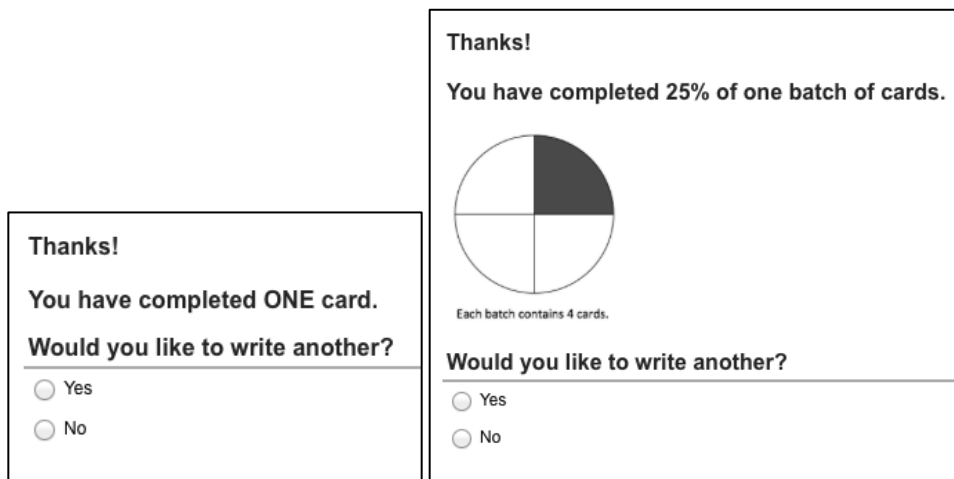 Thanks!
You have completed ONE card.
Would you like to write another?
Yes
No
Thanks!
You have completed 25% of one batch of cards.
Each batch contains 4 cards.
Would you like to write another?
Yes
No